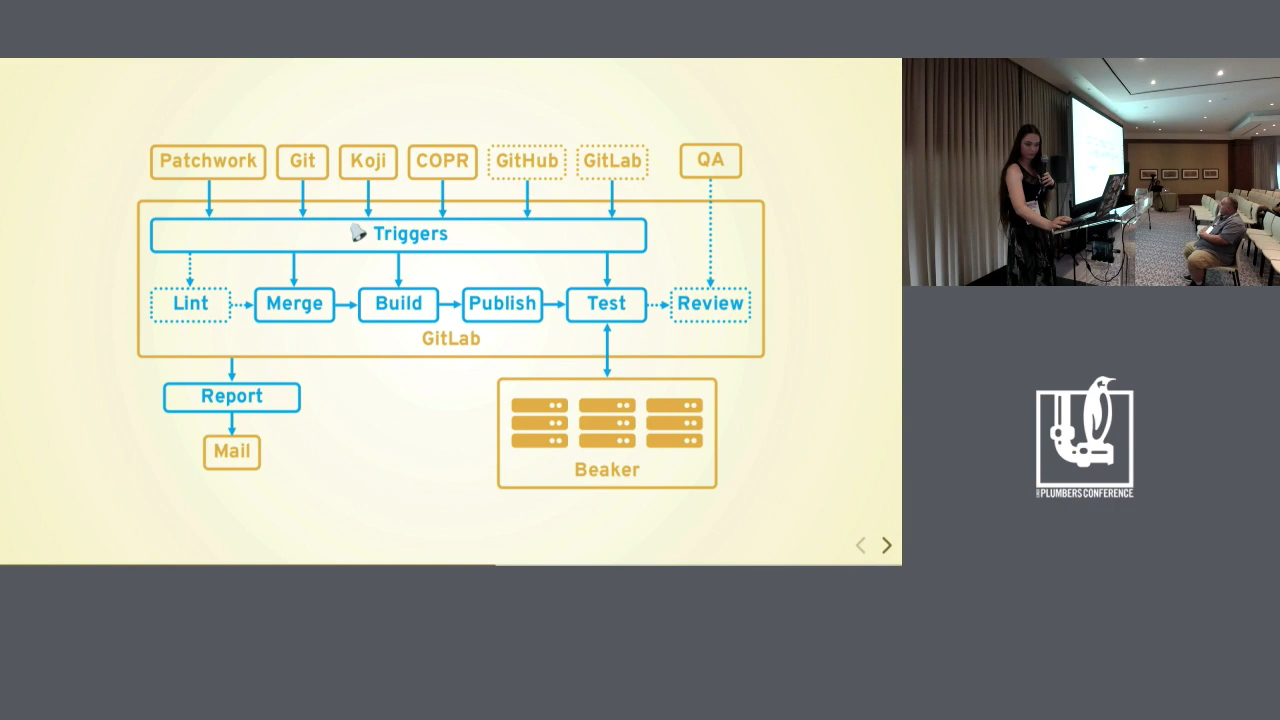 Patchwork Git Koji COPR GitHub GitLab QA
Triggers
Lint Merge Build Publish Test Review
GitLab
Report
Mail
Beaker
PLUMBERS CONFERENCE